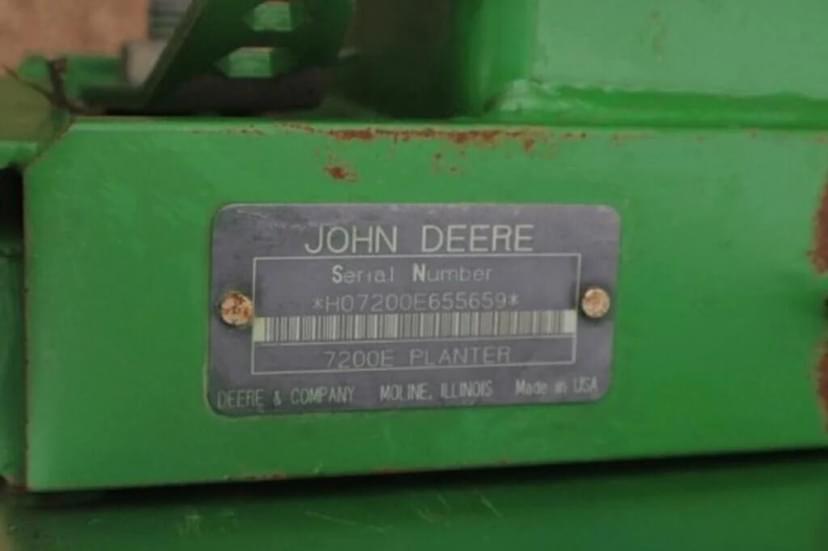 JOHN DEERE
Serial Number
*H07200E655659*
7200E PLANTER
DEERE & COMPANY MOLINE, ILLINOIS Made in USA